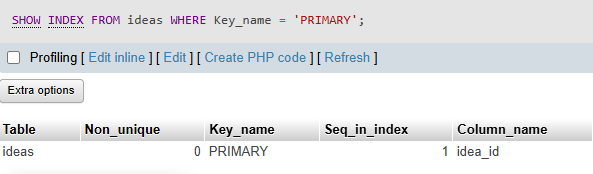 SHOW INDEX FROM ideas WHERE Key_name = 'PRIMARY';
Profiling [ Edit inline ] [ Edit ] [ Create PHP code ] [ Refresh ]
Extra options
Table Non_unique Key_name Seq_in_index Column_name
ideas 0 PRIMARY 1 idea_id